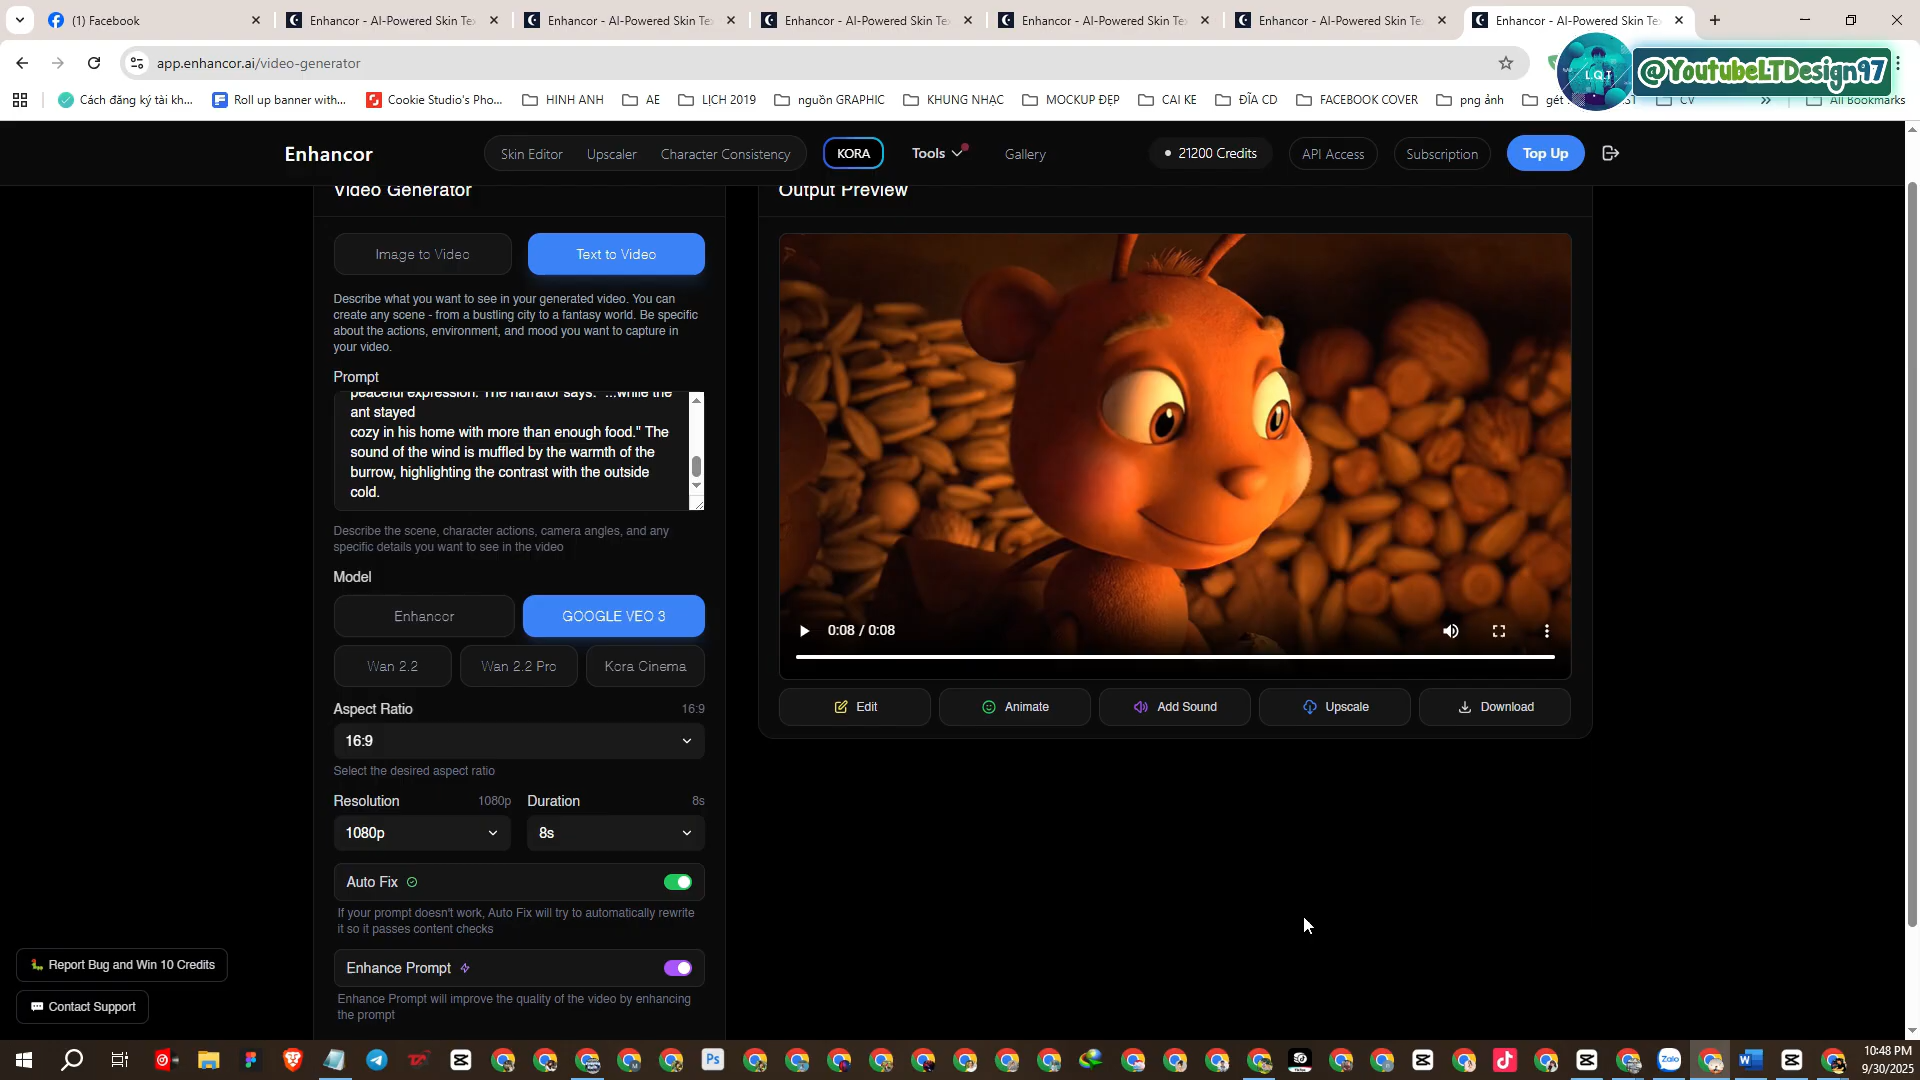 (1) Facebook
Enhancor - AI-Powered Skin Te
Enhancor - AI-Powered Skin Te
Enhancor - AI-Powered Skin Te
Enhancor - AI-Powered Skin Te
Enhancor - AI-Powered Skin Te
Enhancor - AI-Powered Skin Te
app.enhancor.ai/video-generator
LQT
@YoutubeLTDesign97
Cách đăng ký tài kh...
Roll up banner with...
Cookie Studio's Pho...
HINH ANH
AE
LỊCH 2019
nguồn GRAPHIC
KHUNG NHẠC
MOCKUP ĐẸP
CAI KE
ĐĨA CD
FACEBOOK COVER
png ảnh
gét
CV
All Bookmarks
Enhancor
Skin Editor
Upscaler
Character Consistency
KORA
Tools
Gallery
21200 Credits
API Access
Subscription
Top Up
Video Generator
Image to Video
Text to Video
Describe what you want to see in your generated video. You can
create any scene - from a bustling city to a fantasy world. Be specific
about the actions, environment, and mood you want to capture in
your video.
Prompt
peaceful expression. The narrator says: "...while the
ant stayed
cozy in his home with more than enough food." The
sound of the wind is muffled by the warmth of the
burrow, highlighting the contrast with the outside
cold.
Describe the scene, character actions, camera angles, and any
specific details you want to see in the video
Model
Enhancor
GOOGLE VEO 3
Wan 2.2
Wan 2.2 Pro
Kora Cinema
Aspect Ratio
16:9
16:9
Select the desired aspect ratio
Resolution
1080p
Duration
8s
1080p
8s
Auto Fix
If your prompt doesn't work, Auto Fix will try to automatically rewrite
it so it passes content checks
Enhance Prompt
Enhance Prompt will improve the quality of the video by enhancing
the prompt
Output Preview
0:08 / 0:08
Edit
Animate
Add Sound
Upscale
Download
Report Bug and Win 10 Credits
Contact Support
Ps
Zalo
10:48 PM
9/30/2025